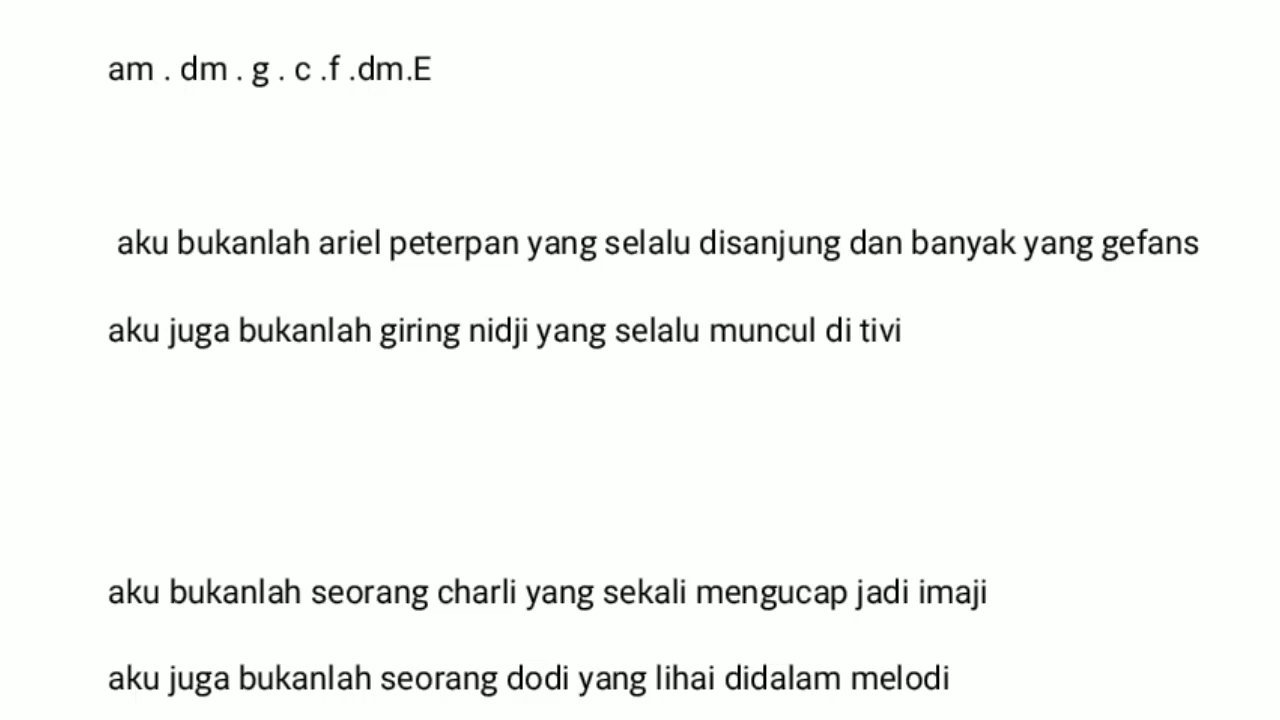 am . dm . g . c .f .dm.E
aku bukanlah ariel peterpan yang selalu disanjung dan banyak yang gefans
aku juga bukanlah giring nidji yang selalu muncul di tivi
aku bukanlah seorang charli yang sekali mengucap jadi imaji
aku juga bukanlah seorang dodi yang lihai didalam melodi